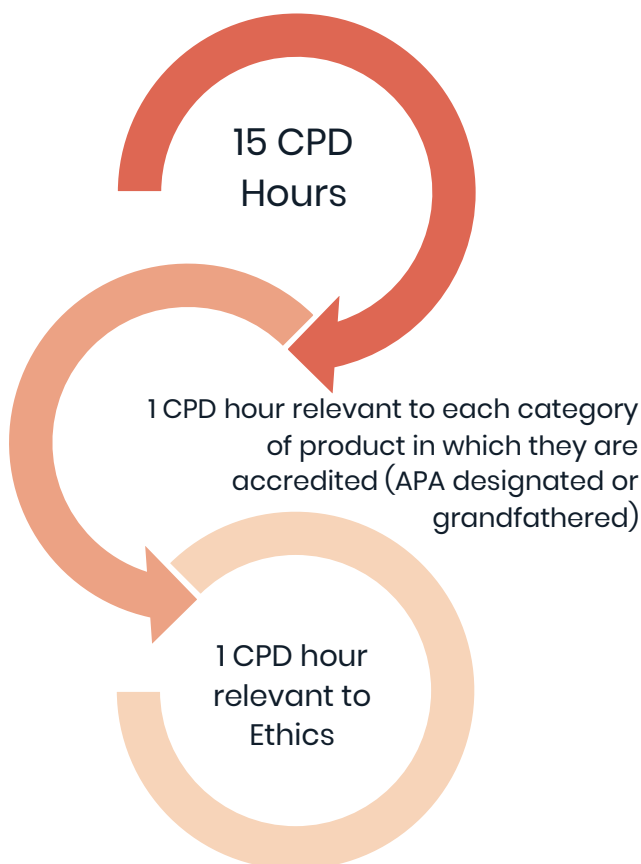 15 CPD
Hours
1 CPD hour relevant to each category
of product in which they are
accredited (APA designated or
grandfathered)
1 CPD hour
relevant to
Ethics